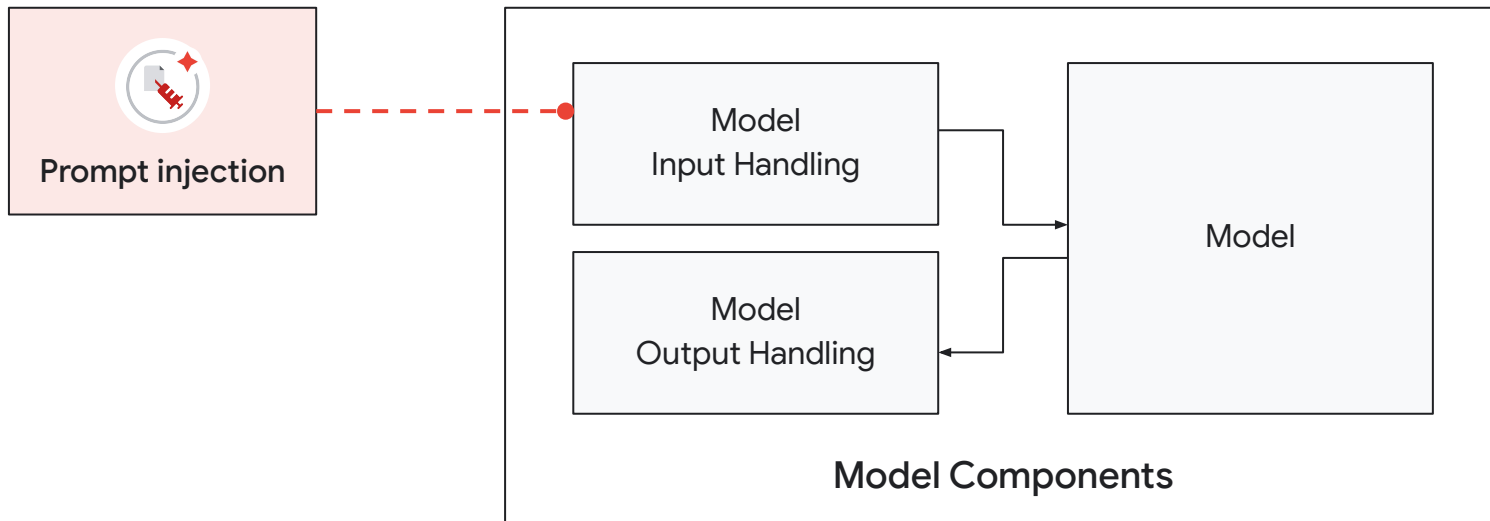 Prompt injection
Model
Input Handling
Model
Output Handling
Model
Model Components